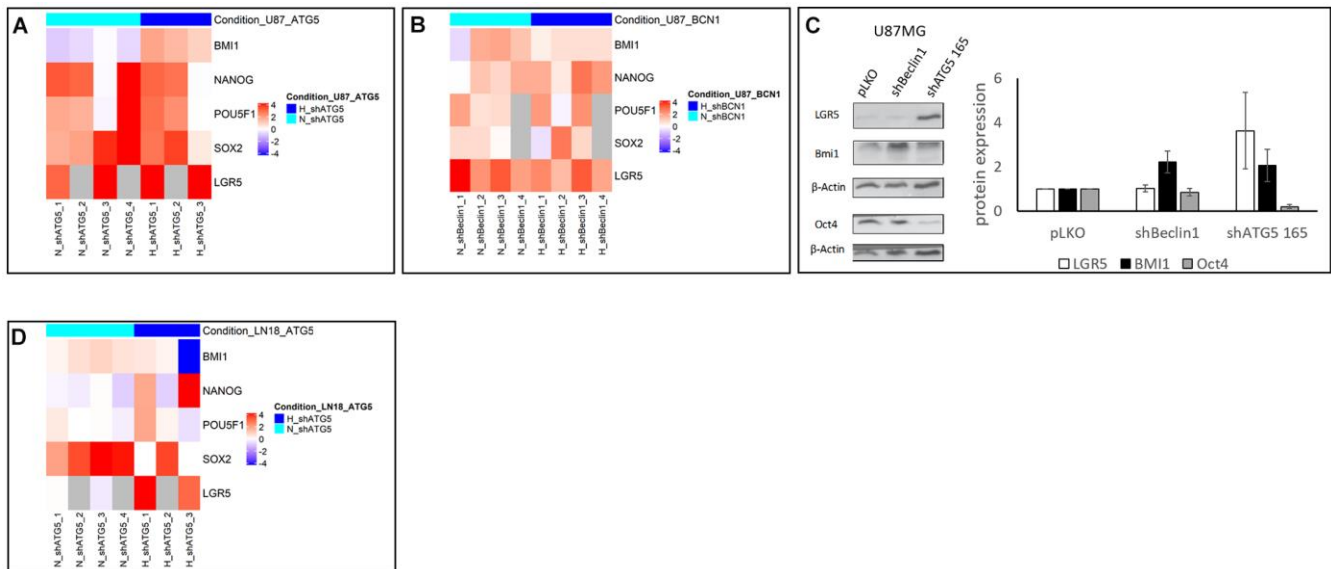 A
Condition_U87_ATG5
BMI1
NANOG
POU5F1
SOX2
LGR5
Condition_U87_ATG5
4
2
0
-2
-4
H_shATG5
N_shATG5
N_shATG5_1
N_shATG5_2
N_shATG5_3
N_shATG5_4
H_shATG5_1
H_shATG5_2
H_shATG5_3
B
Condition_U87_BCN1
BMI1
NANOG
POU5F1
SOX2
LGR5
Condition_U87_BCN1
4
2
0
-2
-4
H_shBCN1
N_shBCN1
N_shBeclin1_1
N_shBeclin1_2
N_shBeclin1_3
N_shBeclin1_4
H_shBeclin1_1
H_shBeclin1_2
H_shBeclin1_3
H_shBeclin1_4
C
U87MG
pLKO
shBeclin1
shATG5 165
LGR5
Bmi1
β-Actin
Oct4
β-Actin
protein expression
6
4
2
0
pLKO
shBeclin1
shATG5 165
LGR5
BMI1
Oct4
D
Condition_LN18_ATG5
BMI1
NANOG
POU5F1
SOX2
LGR5
Condition_LN18_ATG5
4
2
0
-2
-4
H_shATG5
N_shATG5
N_shATG5_1
N_shATG5_2
N_shATG5_3
N_shATG5_4
H_shATG5_1
H_shATG5_2
H_shATG5_3